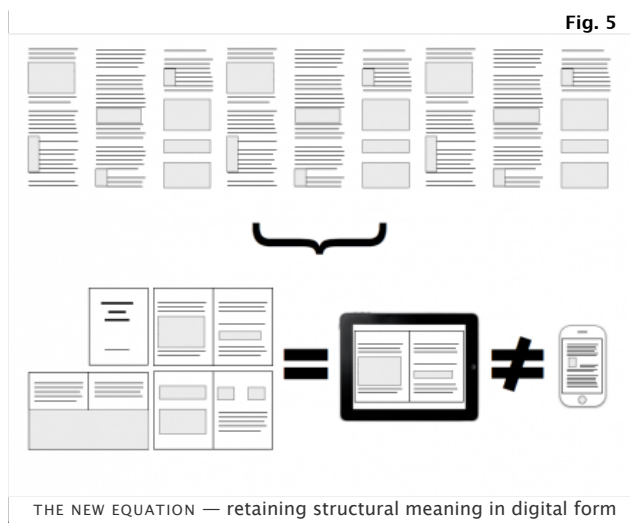 Fig. 5
THE NEW EQUATION — retaining structural meaning in digital form